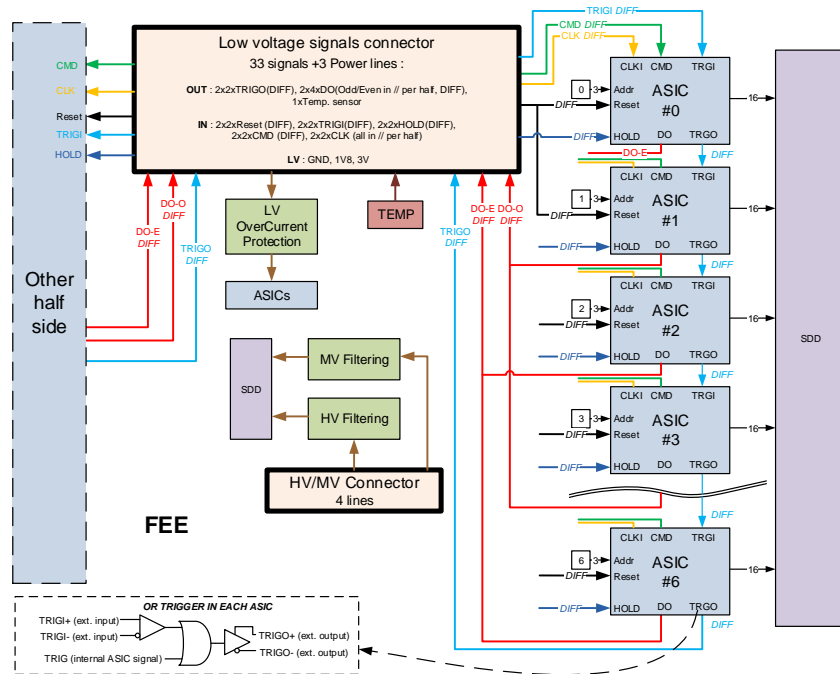 Low voltage signals connector
33 signals +3 Power lines :
OUT : 2x2xTRIGO(DIFF), 2x4xDO(Odd/Even in // per half, DIFF),
1xTemp. sensor
IN : 2x2xReset (DIFF), 2x2xTRIGI(DIFF), 2x2xHOLD(DIFF),
2x2xCMD (DIFF), 2x2xCLK (all in // per half)
LV : GND, 1V8, 3V
CMD
CLK
Reset
TRIGI
HOLD
Other
half
side
DO-E
DIFF
DO-O
DIFF
TRIGO
DIFF
LV
OverCurrent
Protection
ASICs
TEMP
TRIGO
DIFF
DO-E
DIFF
DO-O
DIFF
TRIGI DIFF
CMD DIFF
CLK DIFF
DIFF
CLKI CMD TRGI
0 3 Addr
Reset
ASIC
#0
HOLD DO TRGO
DIFF
16
DO-E
DIFF
CLKI CMD TRGI
1 3 Addr
DIFF Reset
ASIC
#1
DIFF HOLD DO TRGO
16
DIFF
CLKI CMD TRGI
2 3 Addr
DIFF Reset
ASIC
#2
DIFF HOLD DO TRGO
16
DIFF
CLKI CMD TRGI
3 3 Addr
DIFF Reset
ASIC
#3
DIFF HOLD DO TRGO
16
DIFF
CLKI CMD TRGI
6 3 Addr
DIFF Reset
ASIC
#6
DIFF HOLD DO TRGO
16
DIFF
SDD
SDD
MV Filtering
HV Filtering
HV/MV Connector
4 lines
FEE
OR TRIGGER IN EACH ASIC
TRIGI+ (ext. input)
TRIGI- (ext. input)
TRIG (internal ASIC signal)
TRIGO+ (ext. output)
TRIGO- (ext. output)